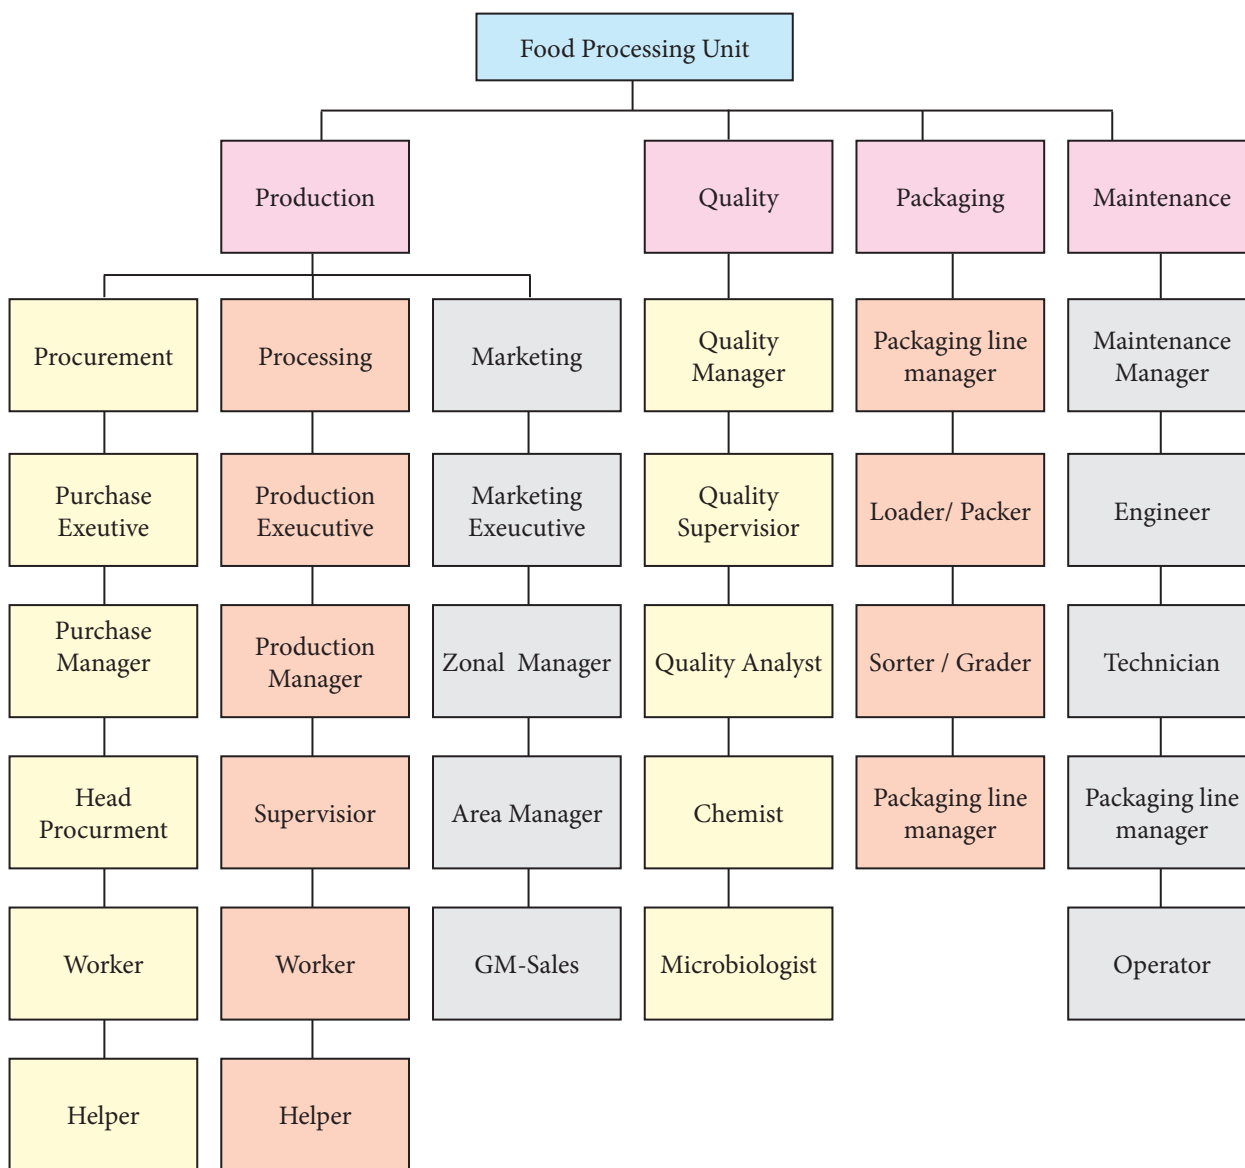 Food Processing Unit
Production
Quality
Packaging
Maintenance
Procurement
Processing
Marketing
Quality
Manager
Packaging line
manager
Maintenance
Manager
Purchase
Exeutive
Production
Exeucutive
Marketing
Exeucutive
Quality
Supervisior
Loader/ Packer
Engineer
Purchase
Manager
Production
Manager
Zonal  Manager
Quality Analyst
Sorter / Grader
Technician
Head
Procurment
Supervisior
Area Manager
Chemist
Packaging line
manager
Packaging line
manager
Worker
Worker
GM-Sales
Microbiologist
Operator
Helper
Helper